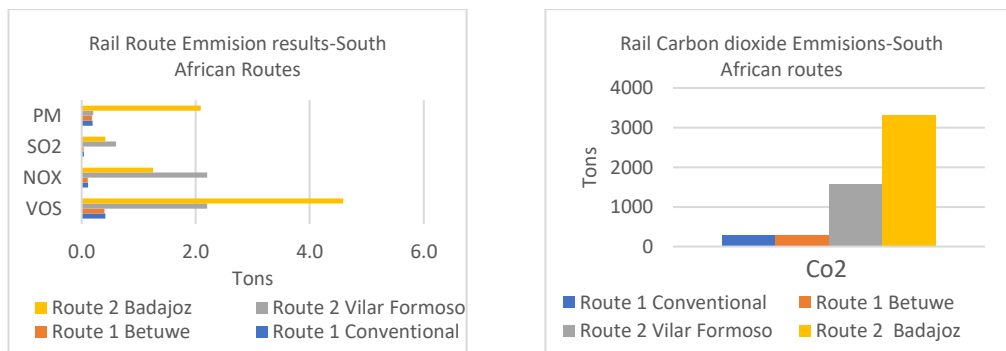 Rail Route Emmision results-South
African Routes
PM
SO2
NOX
VOS
0.0 2.0 4.0 6.0
Tons
Route 2 Badajoz Route 2 Vilar Formoso
Route 1 Betuwe Route 1 Conventional
Rail Carbon dioxide Emmisions-South
African routes
4000
3000
2000
1000
0
Tons
Co2
Route 1 Conventional Route 1 Betuwe
Route 2 Vilar Formoso Route 2 Badajoz